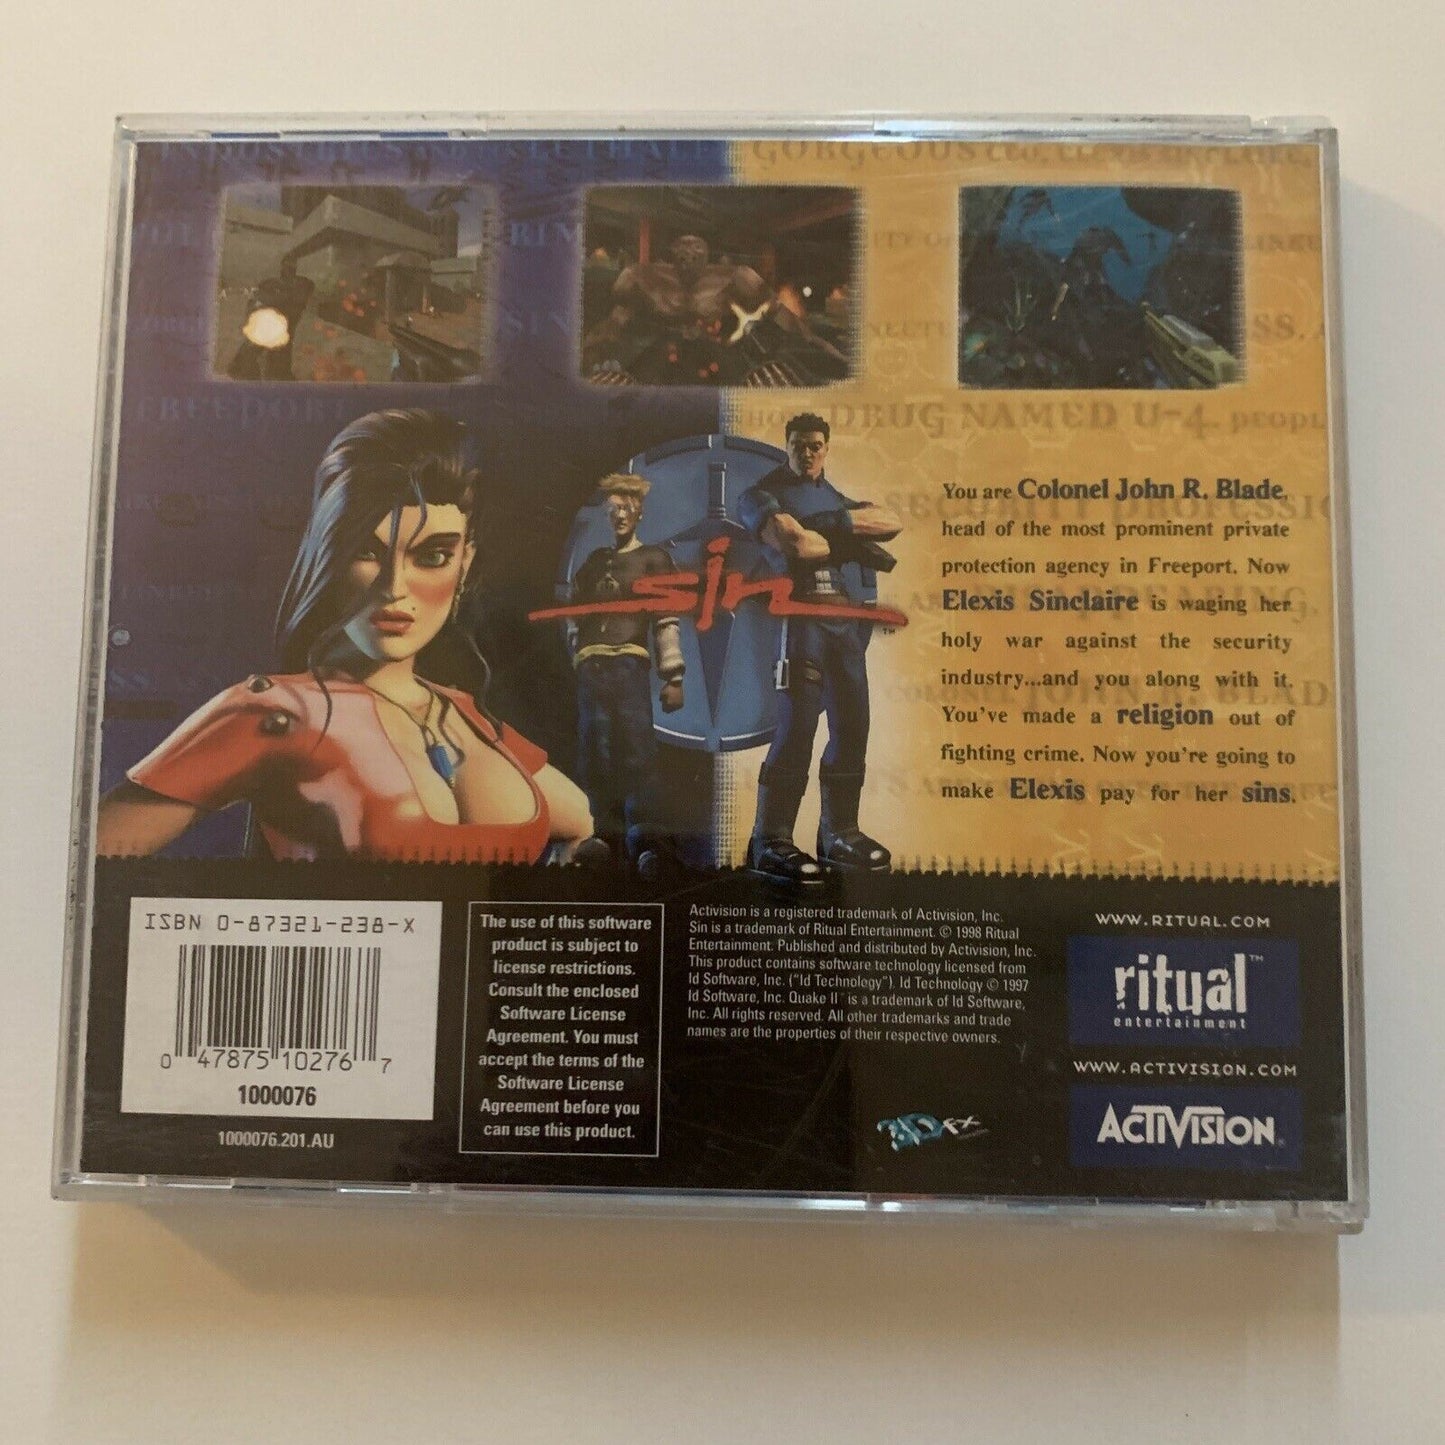 GORGEOUS
DRUG NAMED U-4 PEOPL
sin™
You are Colonel John R. Blade,
head of the most prominent private
protection agency in Freeport. Now
Elexis Sinclaire is waging her
holy war against the security
industry...and you along with it.
You've made a religion out of
fighting crime. Now you're going to
make Elexis pay for her sins.
ISBN 0-87321-238-X
0 47875 10276 7
1000076
1000076.201.AU
The use of this software
product is subject to
license restrictions.
Consult the enclosed
Software License
Agreement. You must
accept the terms of the
Software License
Agreement before you
can use this product.
Activision is a registered trademark of Activision, Inc.
Sin is a trademark of Ritual Entertainment. © 1998 Ritual
Entertainment. Published and distributed by Activision, Inc.
This product contains software technology licensed from
Id Software, Inc. ("Id Technology"). Id Technology © 1997
Id Software, Inc. Quake II™ is a trademark of Id Software,
Inc. All rights reserved. All other trademarks and trade
names are the properties of their respective owners.
3Dfx
WWW.RITUAL.COM
ritual™
entertainment
WWW.ACTIVISION.COM
ACTIVISION®